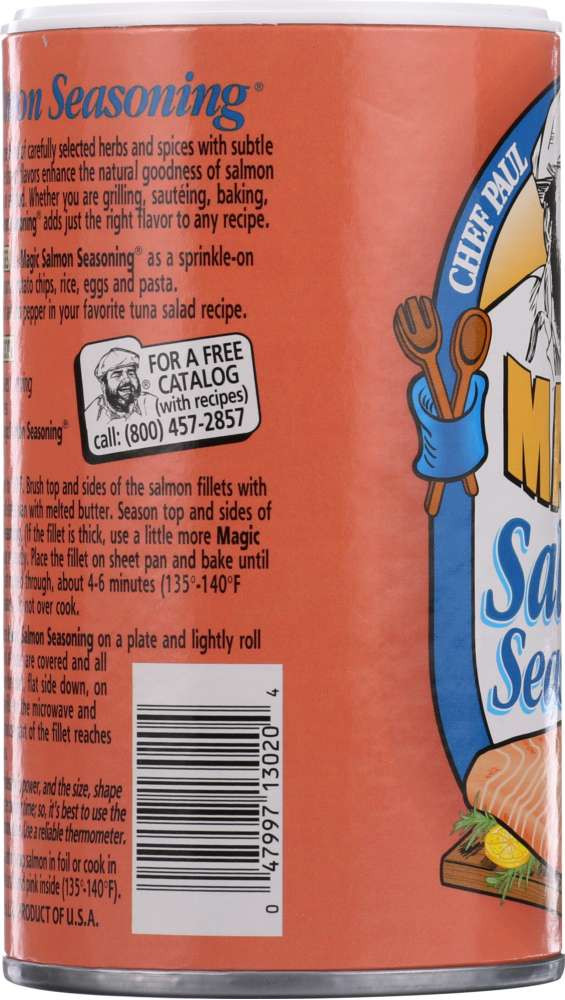 on Seasoning®
of carefully selected herbs and spices with subtle
enhance the natural goodness of salmon
Whether you are grilling, sautéing, baking,
adds just the right flavor to any recipe.
Magic Salmon Seasoning® as a sprinkle-on
chips, rice, eggs and pasta.
pepper in your favorite tuna salad recipe.
FOR A FREE
CATALOG
(with recipes)
call: (800) 457-2857
Seasoning®
Brush top and sides of the salmon fillets with
with melted butter. Season top and sides of
If the fillet is thick, use a little more Magic
Place the fillet on sheet pan and bake until
through, about 4-6 minutes (135°-140°F
not over cook.
Salmon Seasoning on a plate and lightly roll
are covered and all
flat side down, on
the microwave and
of the fillet reaches
power, and the size, shape
time; so, it's best to use the
Use a reliable thermometer.
salmon in foil or cook in
pink inside (135°-140°F).
PRODUCT OF U.S.A.
0 47997 13020 4
CHEF PAUL
M
Sal
Sea